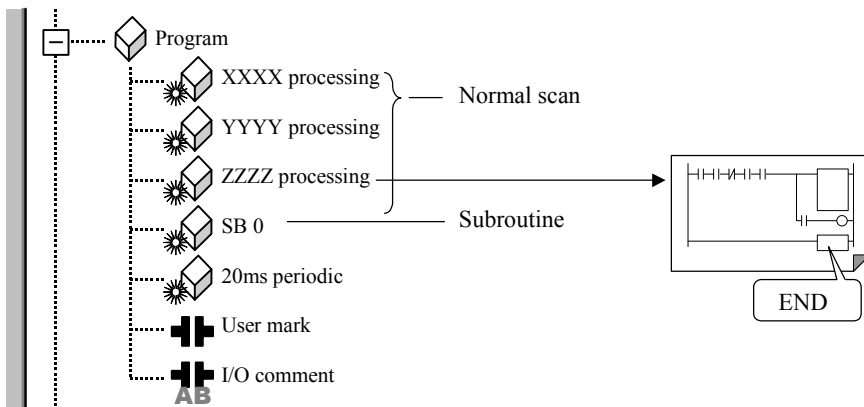 Program
XXXX processing
Normal scan
YYYY processing
ZZZZ processing
SB 0
Subroutine
20ms periodic
END
User mark
I/O comment
AB